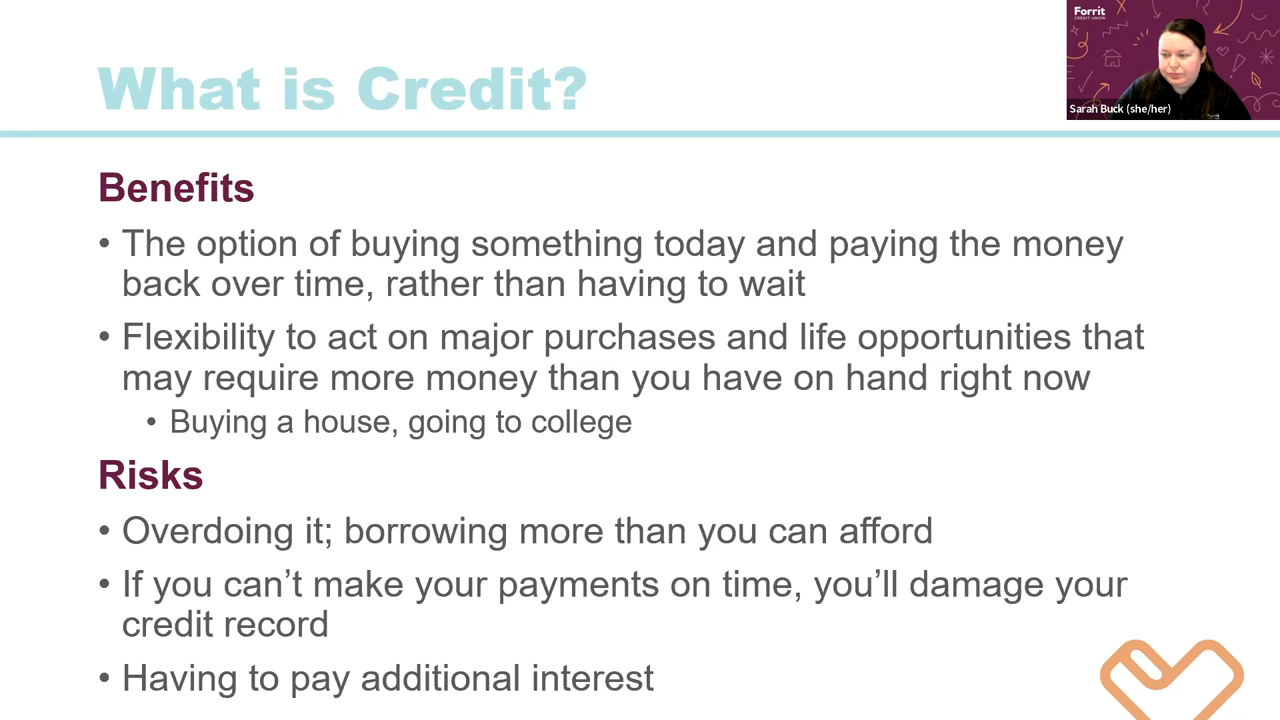 Forrit
CREDIT UNION
Sarah Buck (she/her)
What is Credit?
Benefits
• The option of buying something today and paying the money
back over time, rather than having to wait
• Flexibility to act on major purchases and life opportunities that
may require more money than you have on hand right now
• Buying a house, going to college
Risks
• Overdoing it; borrowing more than you can afford
• If you can’t make your payments on time, you’ll damage your
credit record
• Having to pay additional interest